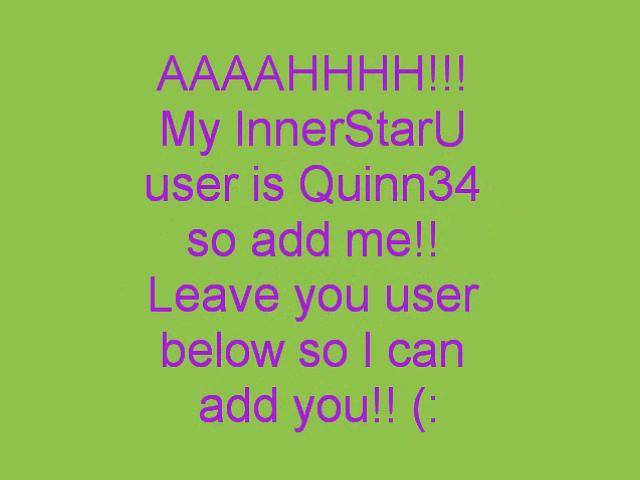 AAAAHHHH!!!
My InnerStarU
user is Quinn34
so add me!!
Leave you user
below so I can
add you!! (: